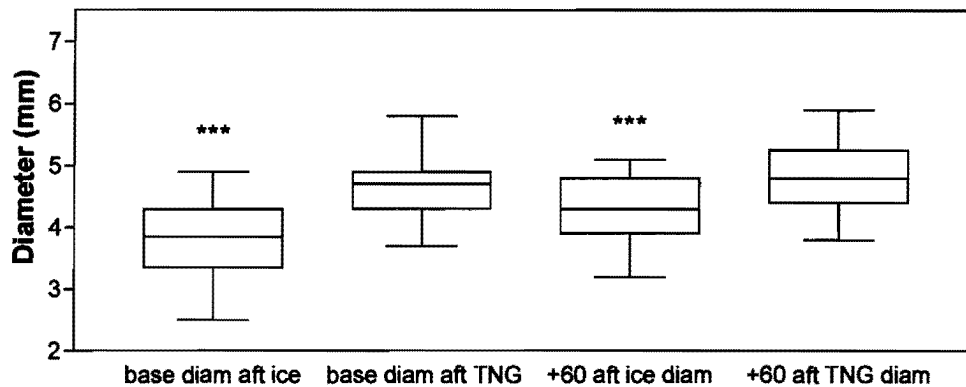 7
6
5
4
3
2
Diameter (mm)
***
***
base diam aft ice
base diam aft TNG
+60 aft ice diam
+60 aft TNG diam